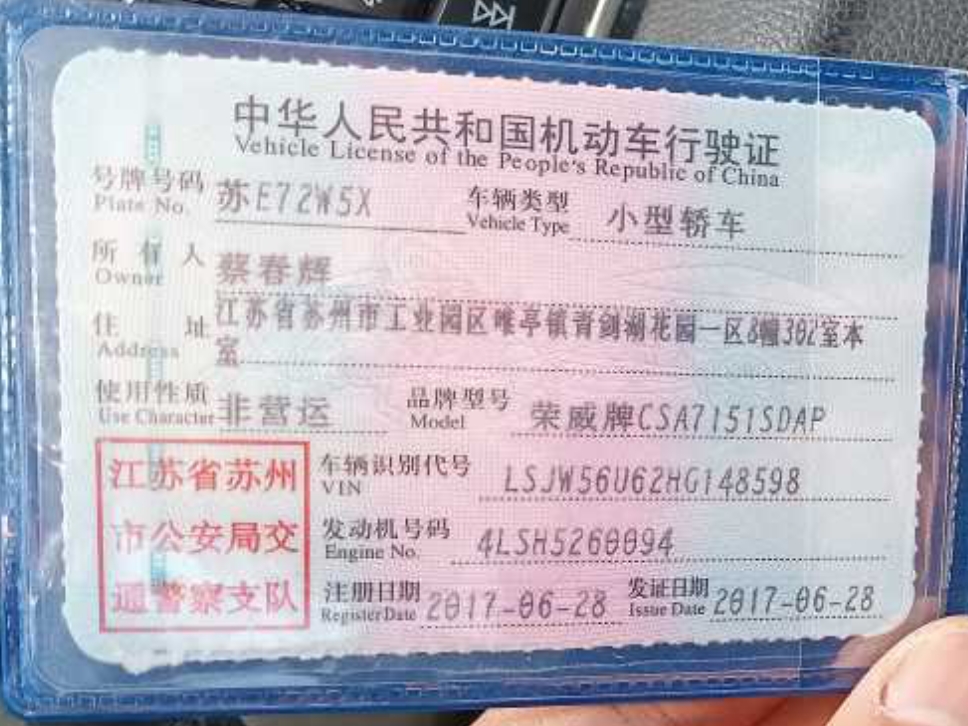 中华人民共和国机动车行驶证
Vehicle License of the People's Republic of China
号牌号码 苏E72W5X 车辆类型 小型轿车
Plate No. Vehicle Type
所有人 蔡春辉
Owner
住址 江苏省苏州市工业园区唯亭镇青剑湖花园一区8幢302室本
Address 室
使用性质 非营运 品牌型号 荣威牌CSA7151SDAP
Use Character Model
江苏省苏州 车辆识别代号 LSJW56U62HG148598
VIN
市公安局交 发动机号码 4LSH5260094
Engine No.
通警察支队 注册日期 2017-06-28 发证日期 2017-06-28
Register Date Issue Date